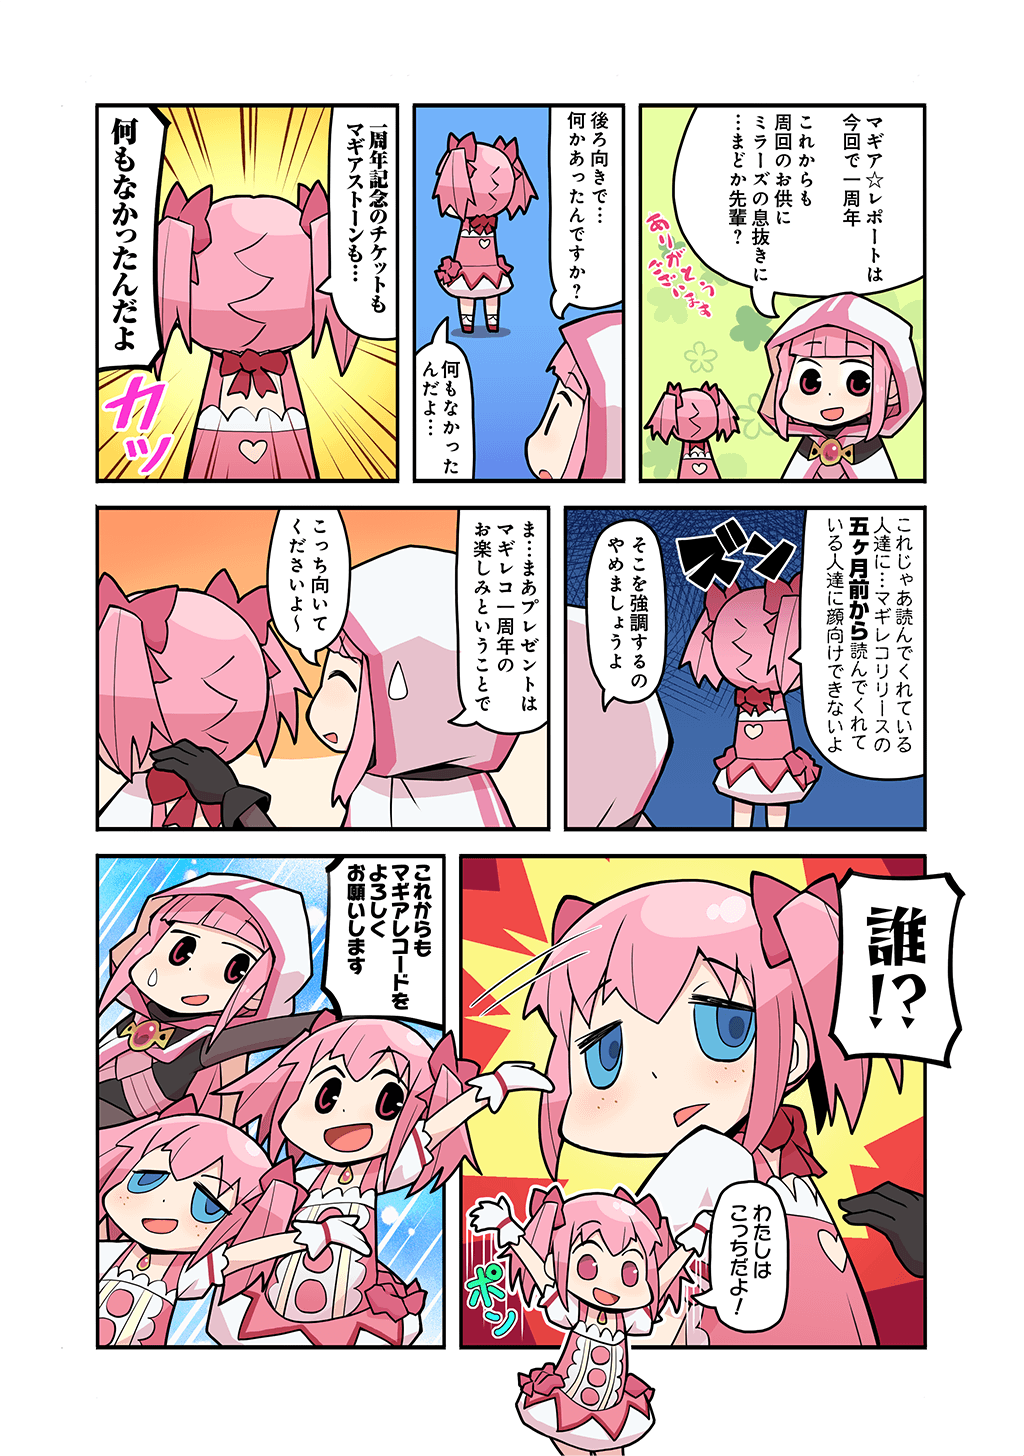 マギア☆レポートは
今回で一周年
これからも
周回のお供に
ミラーズの息抜きに
…まどか先輩?
ありがとう
ございます
後ろ向きで…
何かあったんですか?
何もなかった
んだよ…
一周年記念のチケットも
マギアストーンも…
何もなかったんだよ
カッ
これじゃあ読んでくれている
人達に…マギレコリリースの
五ヶ月前から読んでくれて
いる人達に顔向けできないよ
ズン
そこを強調するの
やめましょうよ
ま…まあプレゼントは
マギレコ一周年の
お楽しみということで
こっち向いて
くださいよ〜
誰!?
わたしは
こっちだよ!
ポン
これからも
マギアレコードを
よろしく
お願いします